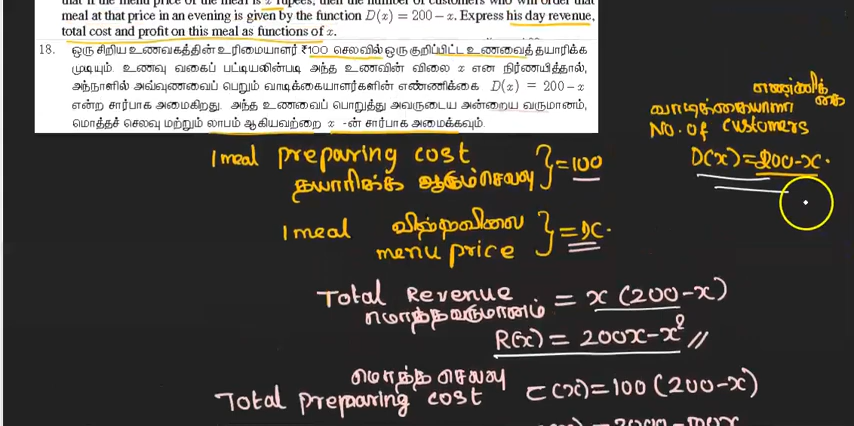 meal at that price in an evening is given by the function D(x) = 200 − x. Express his day revenue,
total cost and profit on this meal as functions of x.
18. ஒரு சிறிய உணவகத்தின் உரிமையாளர் ₹100 செலவில் ஒரு குறிப்பிட்ட உணவைத் தயாரிக்க
முடியும். உணவு வகைப் பட்டியலின்படி அந்த உணவின் விலை x என நிர்ணயித்தால்,
அந்நாளில் அவ்வுணவைப் பெறும் வாடிக்கையாளர்களின் எண்ணிக்கை D(x) = 200 − x
என்ற சார்பாக அமைகிறது. அந்த உணவைப் பொறுத்து அவருடைய அன்றைய வருமானம்,
மொத்தச் செலவு மற்றும் லாபம் ஆகியவற்றை x -ன் சார்பாக அமைக்கவும்.
No. of customers
D(x) = 200-x.
1 meal preparing cost
தயாரிக்க ஆகும் செலவு } = 100
1 meal விற்றவிலை
menu price } = x.
Total Revenue = x (200-x)
மொத்தவருமானம்
R(x) = 200x-x² //
மொத்த செலவு
Total preparing cost C(x) = 100 (200-x)